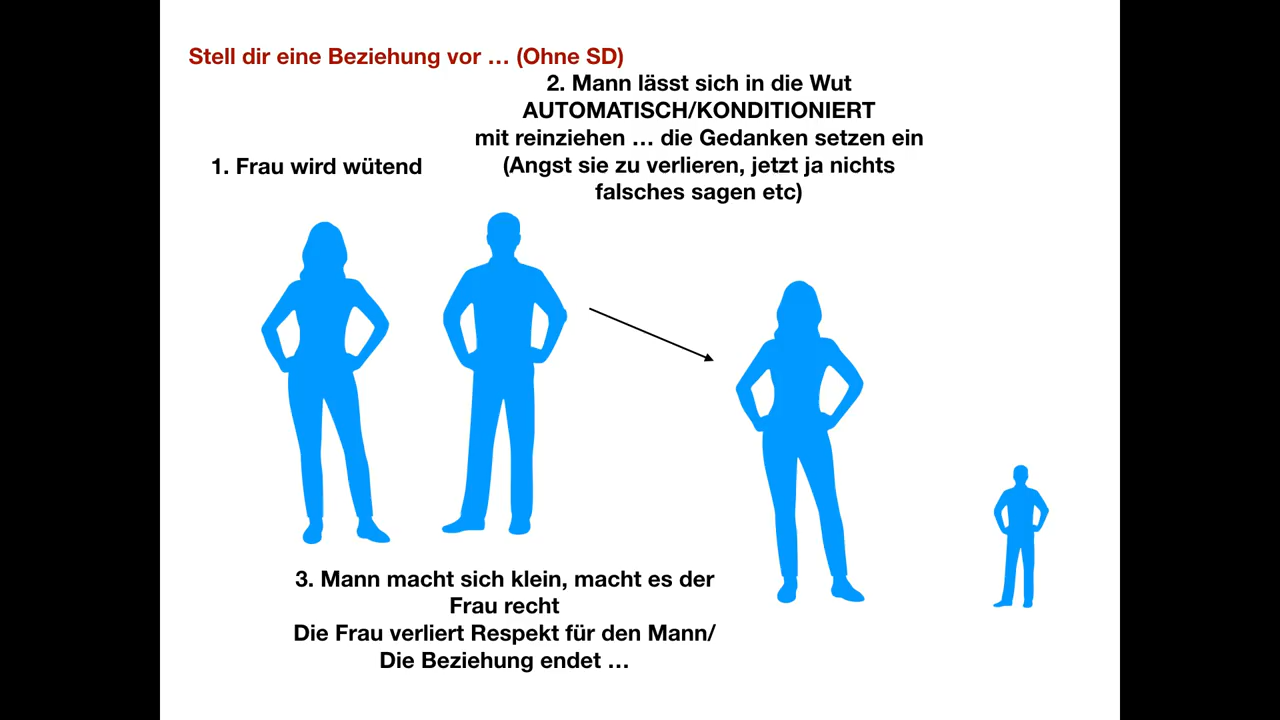 Stell dir eine Beziehung vor … (Ohne SD)
2. Mann lässt sich in die Wut
AUTOMATISCH/KONDITIONIERT
mit reinziehen … die Gedanken setzen ein
(Angst sie zu verlieren, jetzt ja nichts
falsches sagen etc)
1. Frau wird wütend
3. Mann macht sich klein, macht es der
Frau recht
Die Frau verliert Respekt für den Mann/
Die Beziehung endet …